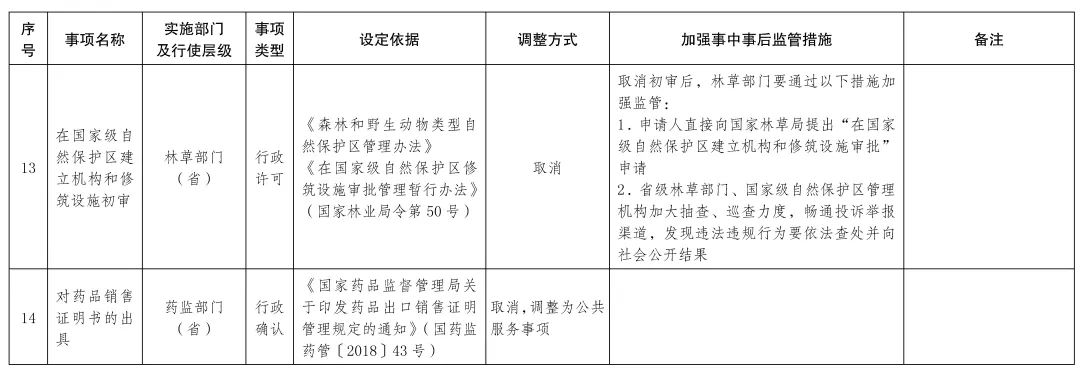 序号
事项名称
实施部门
及行使层级
事项
类型
设定依据
调整方式
加强事中事后监管措施
备注
13
在国家级自
然保护区建
立机构和修
筑设施初审
林草部门
（省）
行政
许可
《森林和野生动物类型自
然保护区管理办法》
《在国家级自然保护区修
筑设施审批管理暂行办法》
（国家林业局令第50号）
取消
取消初审后，林草部门要通过以下措施加
强监管：
1.申请人直接向国家林草局提出“在国家
级自然保护区建立机构和修筑设施审批”
申请
2.省级林草部门、国家级自然保护区管理
机构加大抽查、巡查力度，畅通投诉举报
渠道，发现违法违规行为要依法查处并向
社会公开结果
14
对药品销售
证明书的出
具
药监部门
（省）
行政
确认
《国家药品监督管理局关
于印发药品出口销售证明
管理规定的通知》（国药监
药管〔2018〕43号）
取消，调整为公共
服务事项